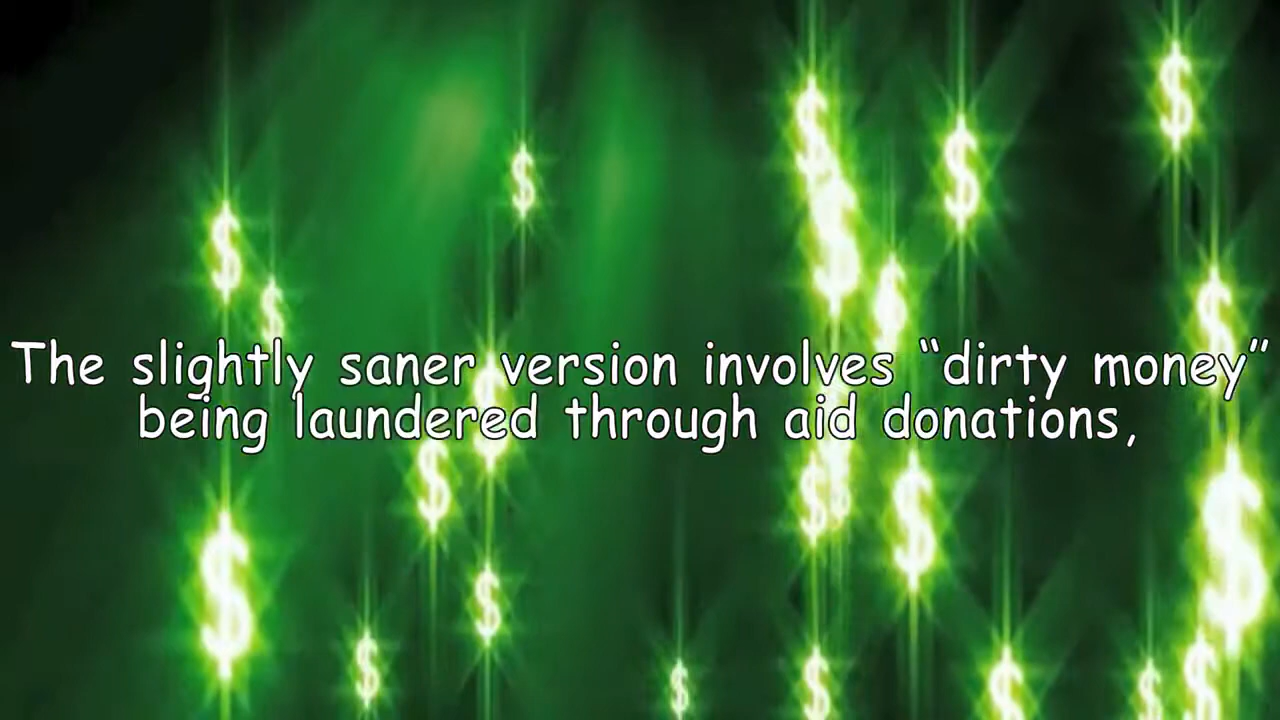 The slightly saner version involves “dirty money”
being laundered through aid donations,